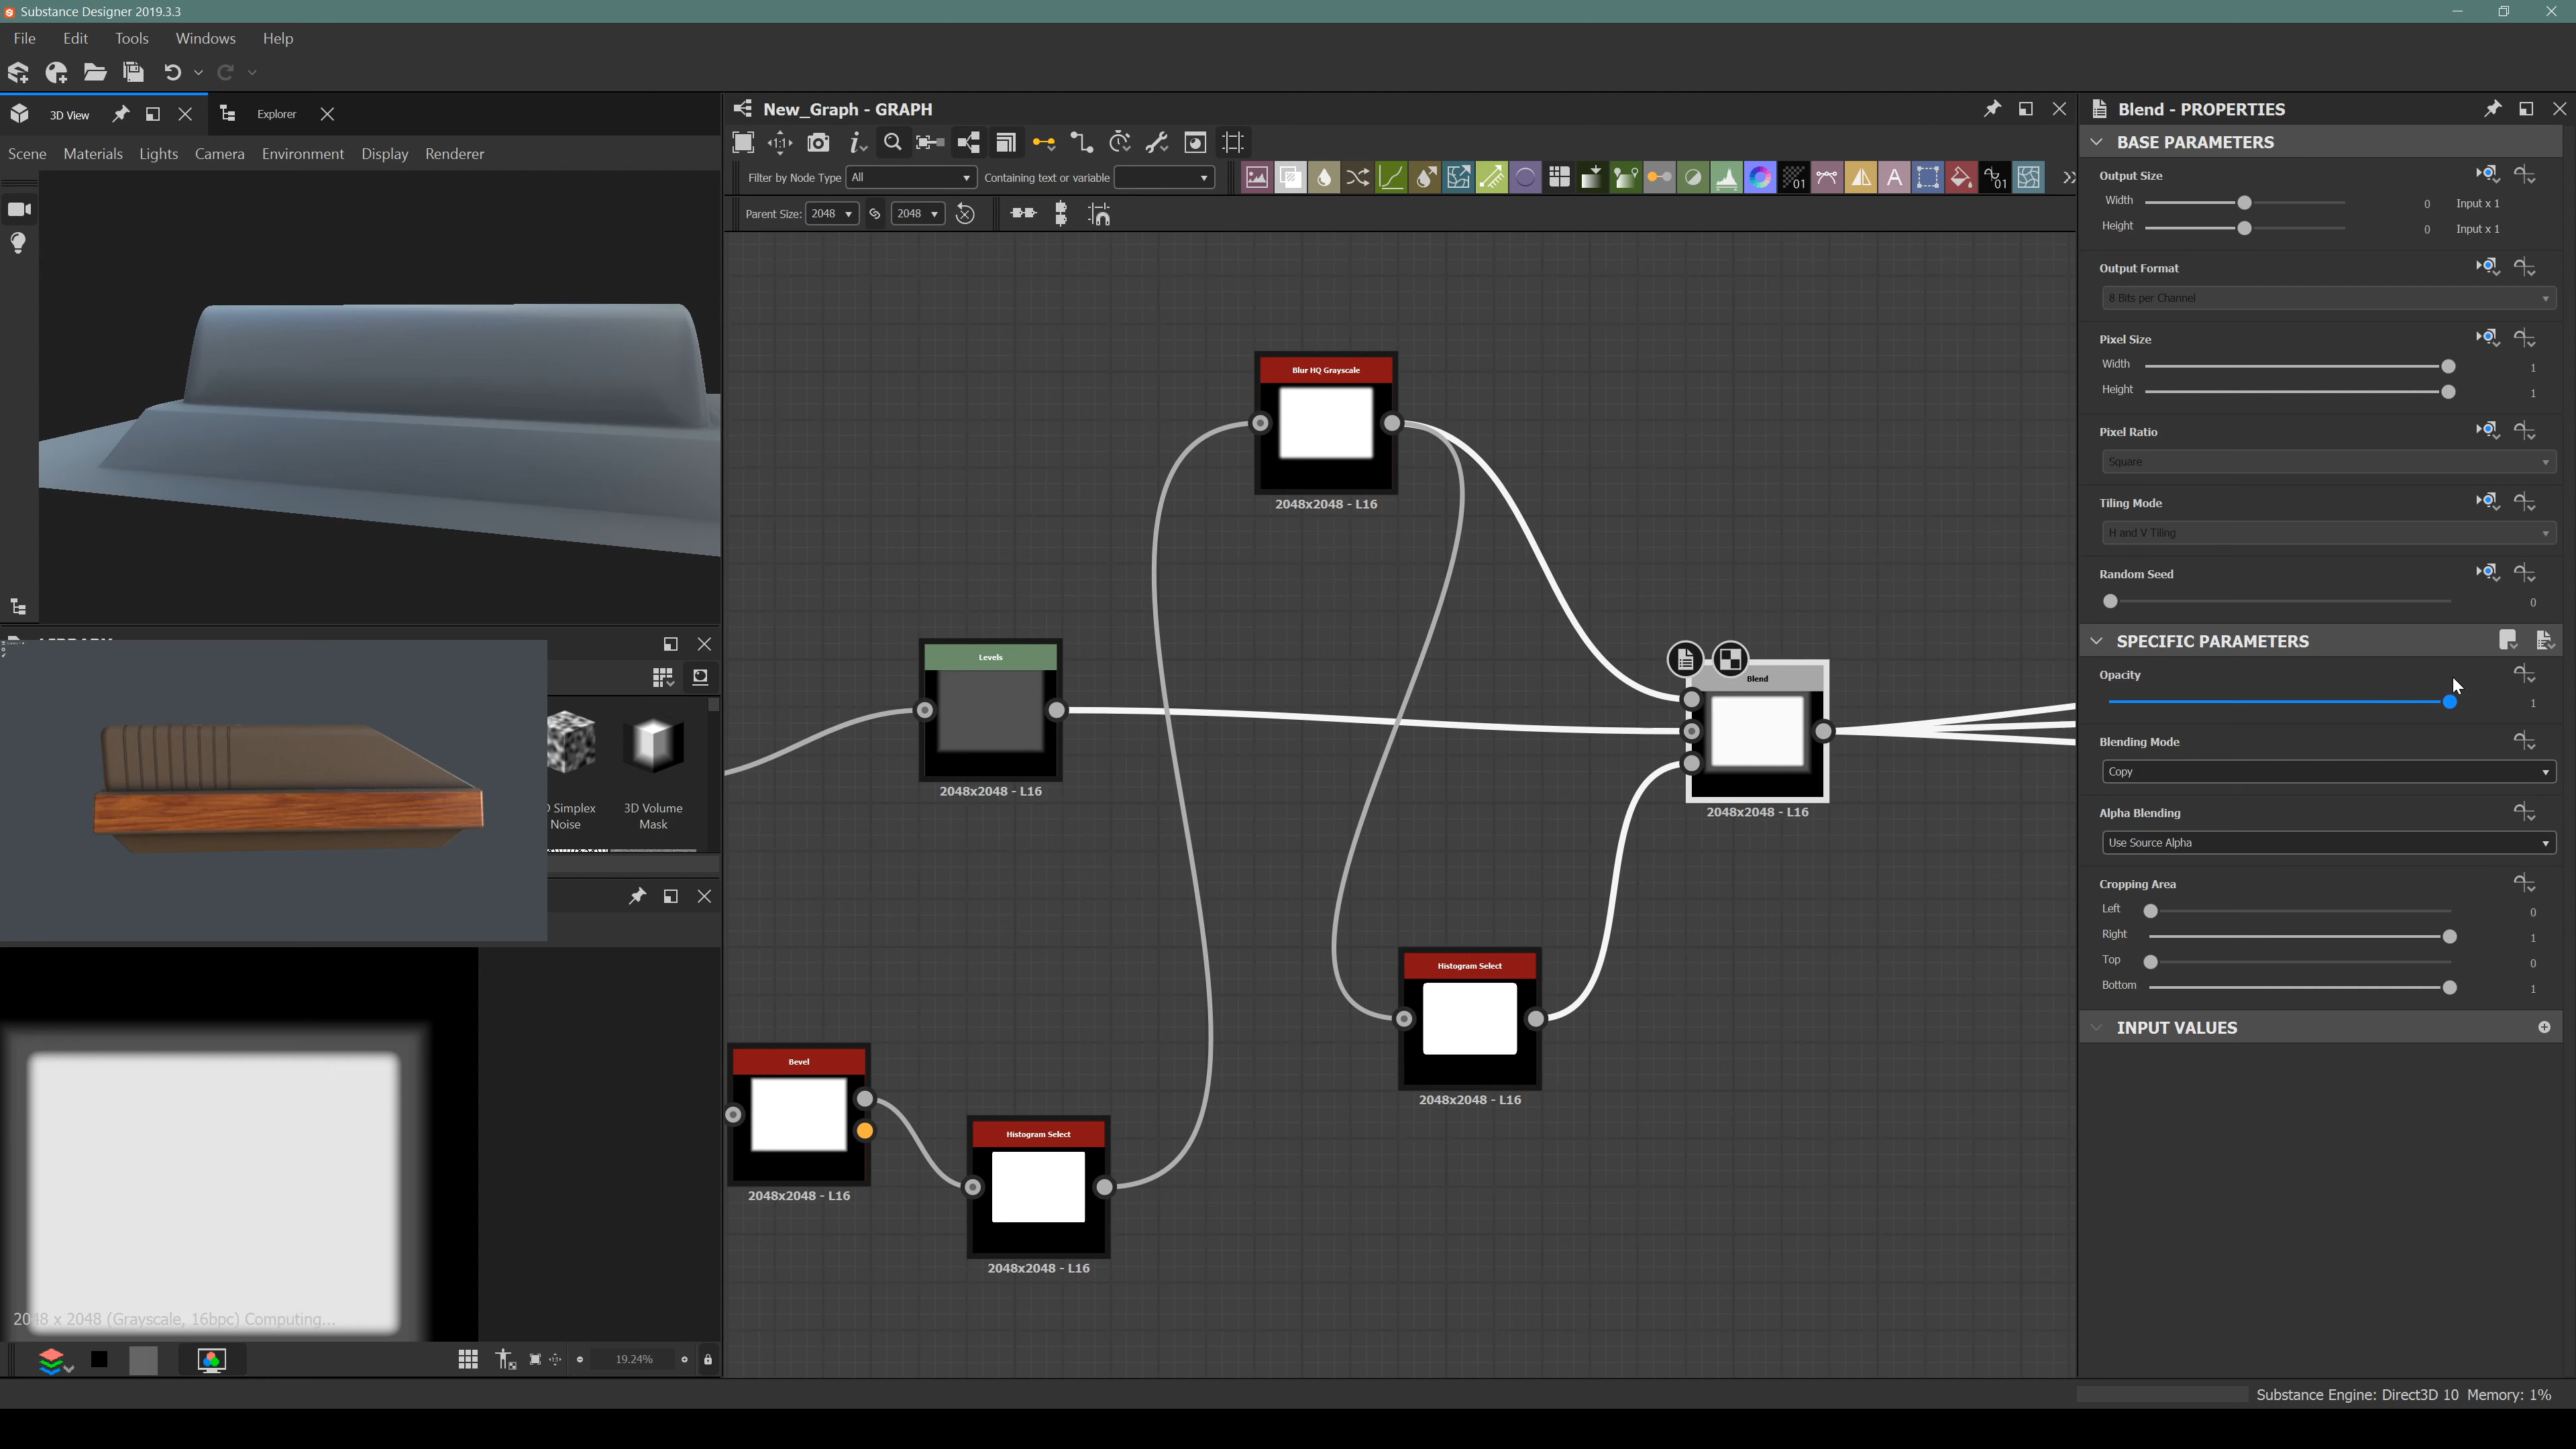 Substance Designer 2019.3.3
File Edit Tools Windows Help
3D View Explorer
New_Graph - GRAPH
Blend - PROPERTIES
Scene Materials Lights Camera Environment Display Renderer
Filter by Node Type All Containing text or variable
Parent Size: 2048 2048
BASE PARAMETERS
Output Size
Width 0 Input x 1
Height 0 Input x 1
Output Format
8 Bits per Channel
Pixel Size
Width 1
Height 1
Pixel Ratio
Square
Tiling Mode
H and V Tiling
Random Seed
0
SPECIFIC PARAMETERS
Opacity
1
Blending Mode
Copy
Alpha Blending
Use Source Alpha
Cropping Area
Left 0
Right 1
Top 0
Bottom 1
INPUT VALUES
Blur HQ Grayscale
2048x2048 - L16
Levels
2048x2048 - L16
Blend
2048x2048 - L16
Histogram Select
2048x2048 - L16
Bevel
2048x2048 - L16
Histogram Select
2048x2048 - L16
Simplex
Noise
3D Volume
Mask
2048 x 2048 (Grayscale, 16bpc) Computing...
19.24%
Substance Engine: Direct3D 10 Memory: 1%